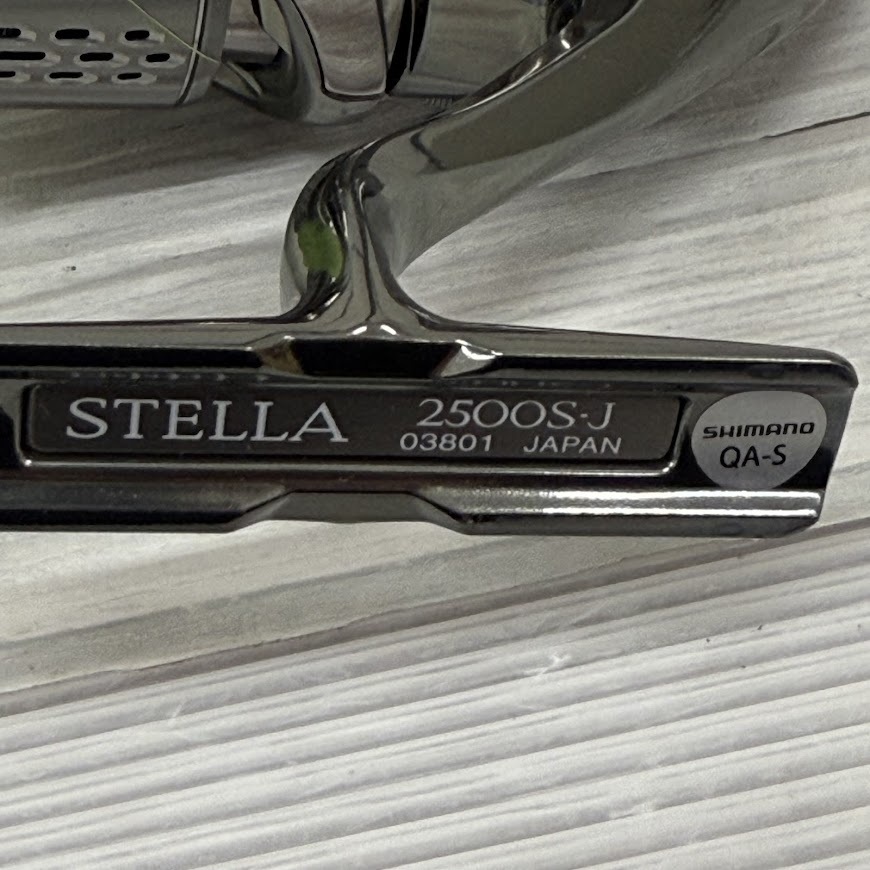 STELLA 2500S-J
03801 JAPAN
SHIMANO
QA-S